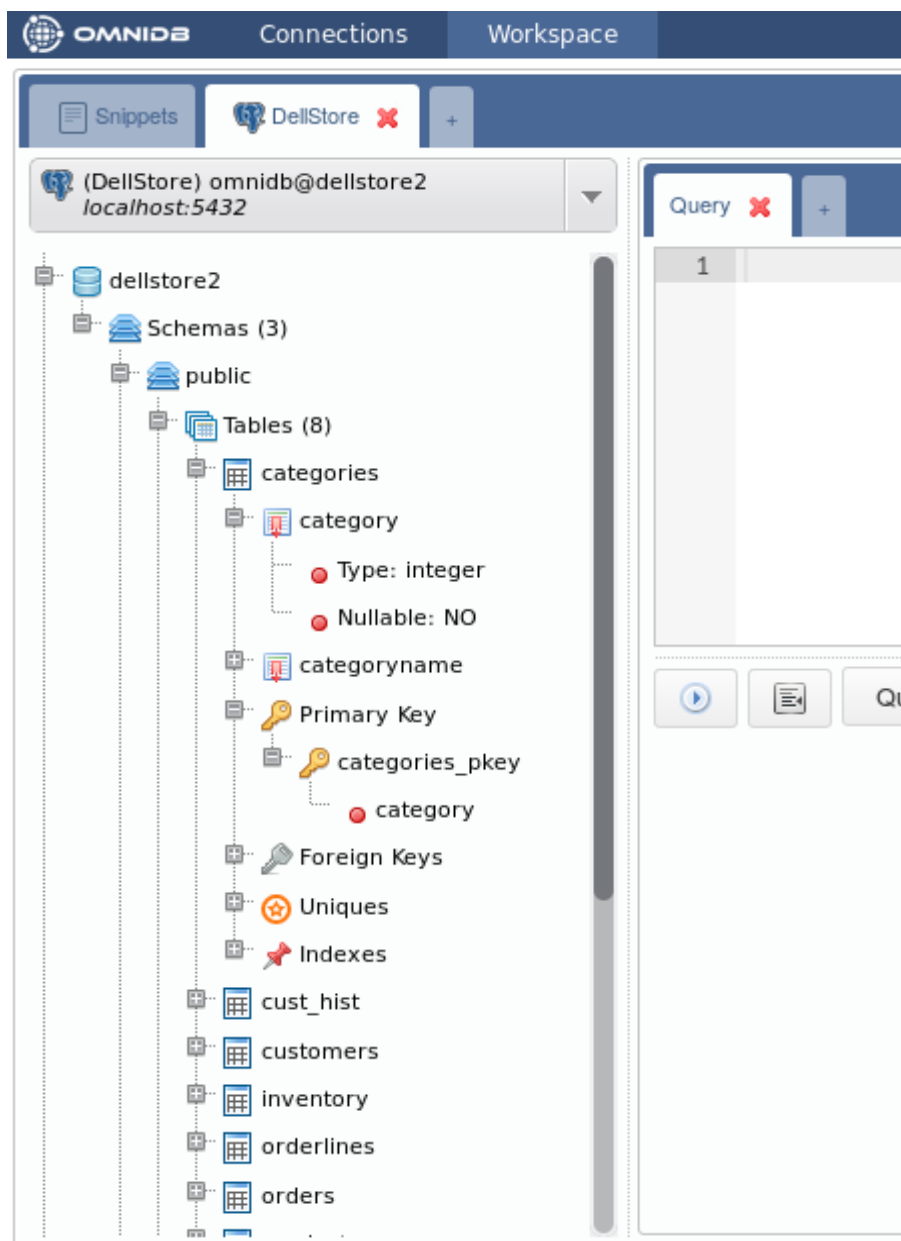 OMNIDB Connections Workspace
Snippets DellStore +
(DellStore) omnidb@dellstore2
localhost:5432
Query +
1
dellstore2
Schemas (3)
public
Tables (8)
categories
category
Type: integer
Nullable: NO
categoryname
Primary Key
categories_pkey
category
Foreign Keys
Uniques
Indexes
cust_hist
customers
inventory
orderlines
orders